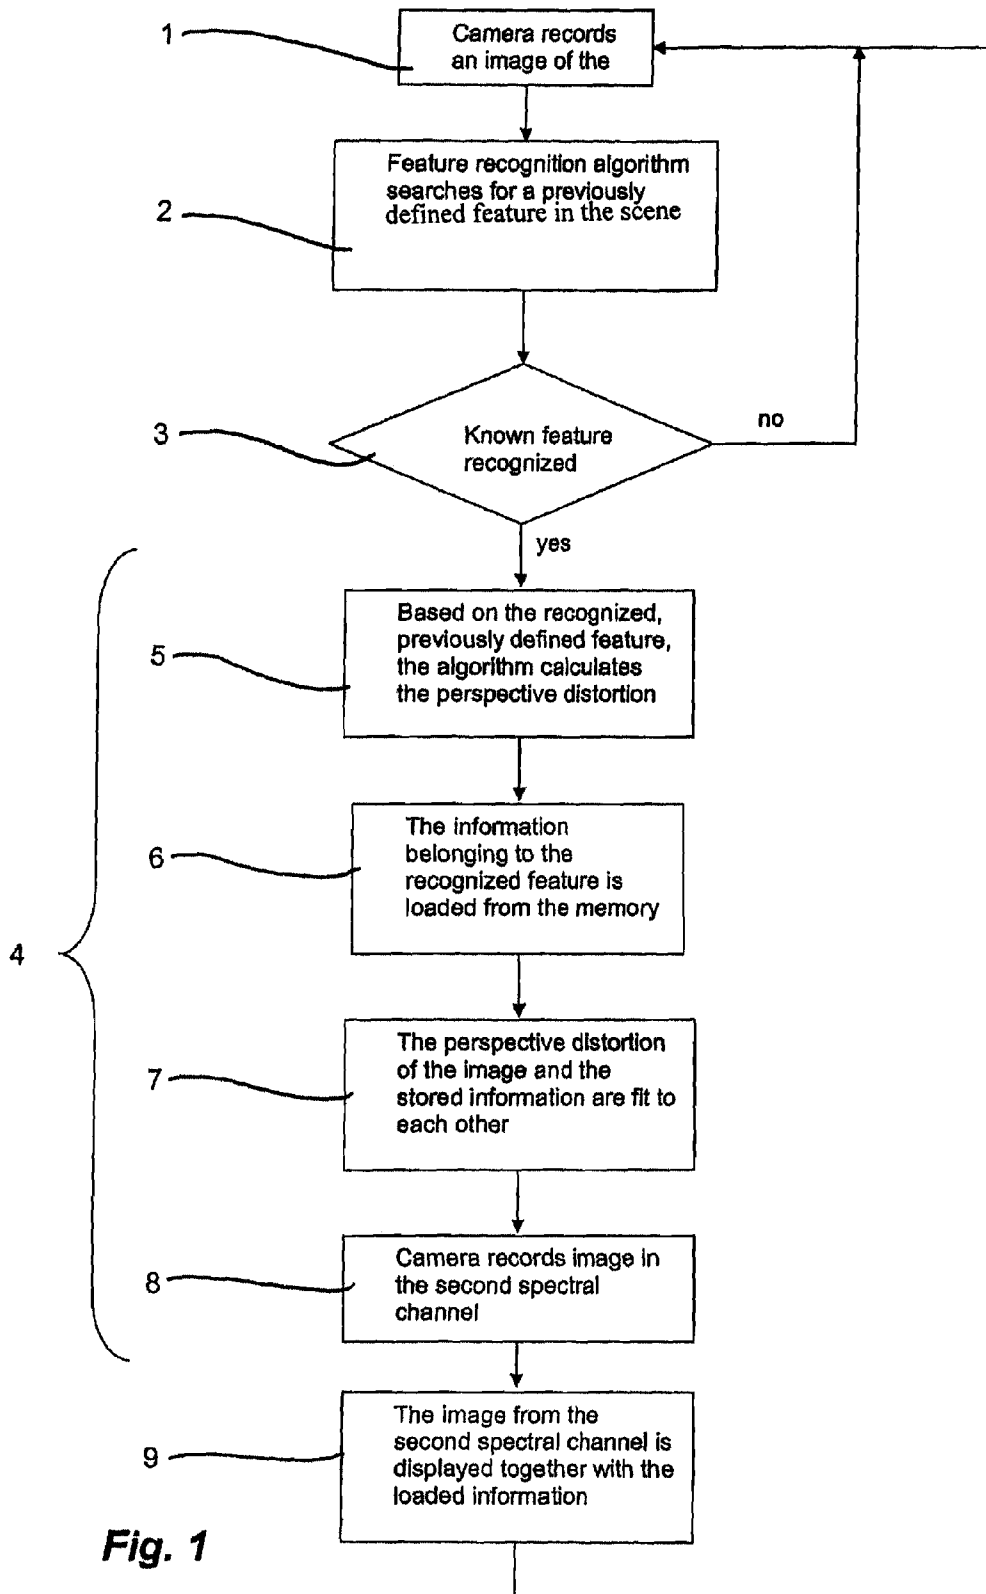 1
Camera records
an image of the
2
Feature recognition algorithm
searches for a previously
defined feature in the scene
3
Known feature
recognized
no
yes
4
5
Based on the recognized,
previously defined feature,
the algorithm calculates
the perspective distortion
6
The information
belonging to the
recognized feature is
loaded from the memory
7
The perspective distortion
of the image and the
stored information are fit to
each other
8
Camera records image in
the second spectral
channel
9
The image from the
second spectral channel is
displayed together with the
loaded information
Fig. 1